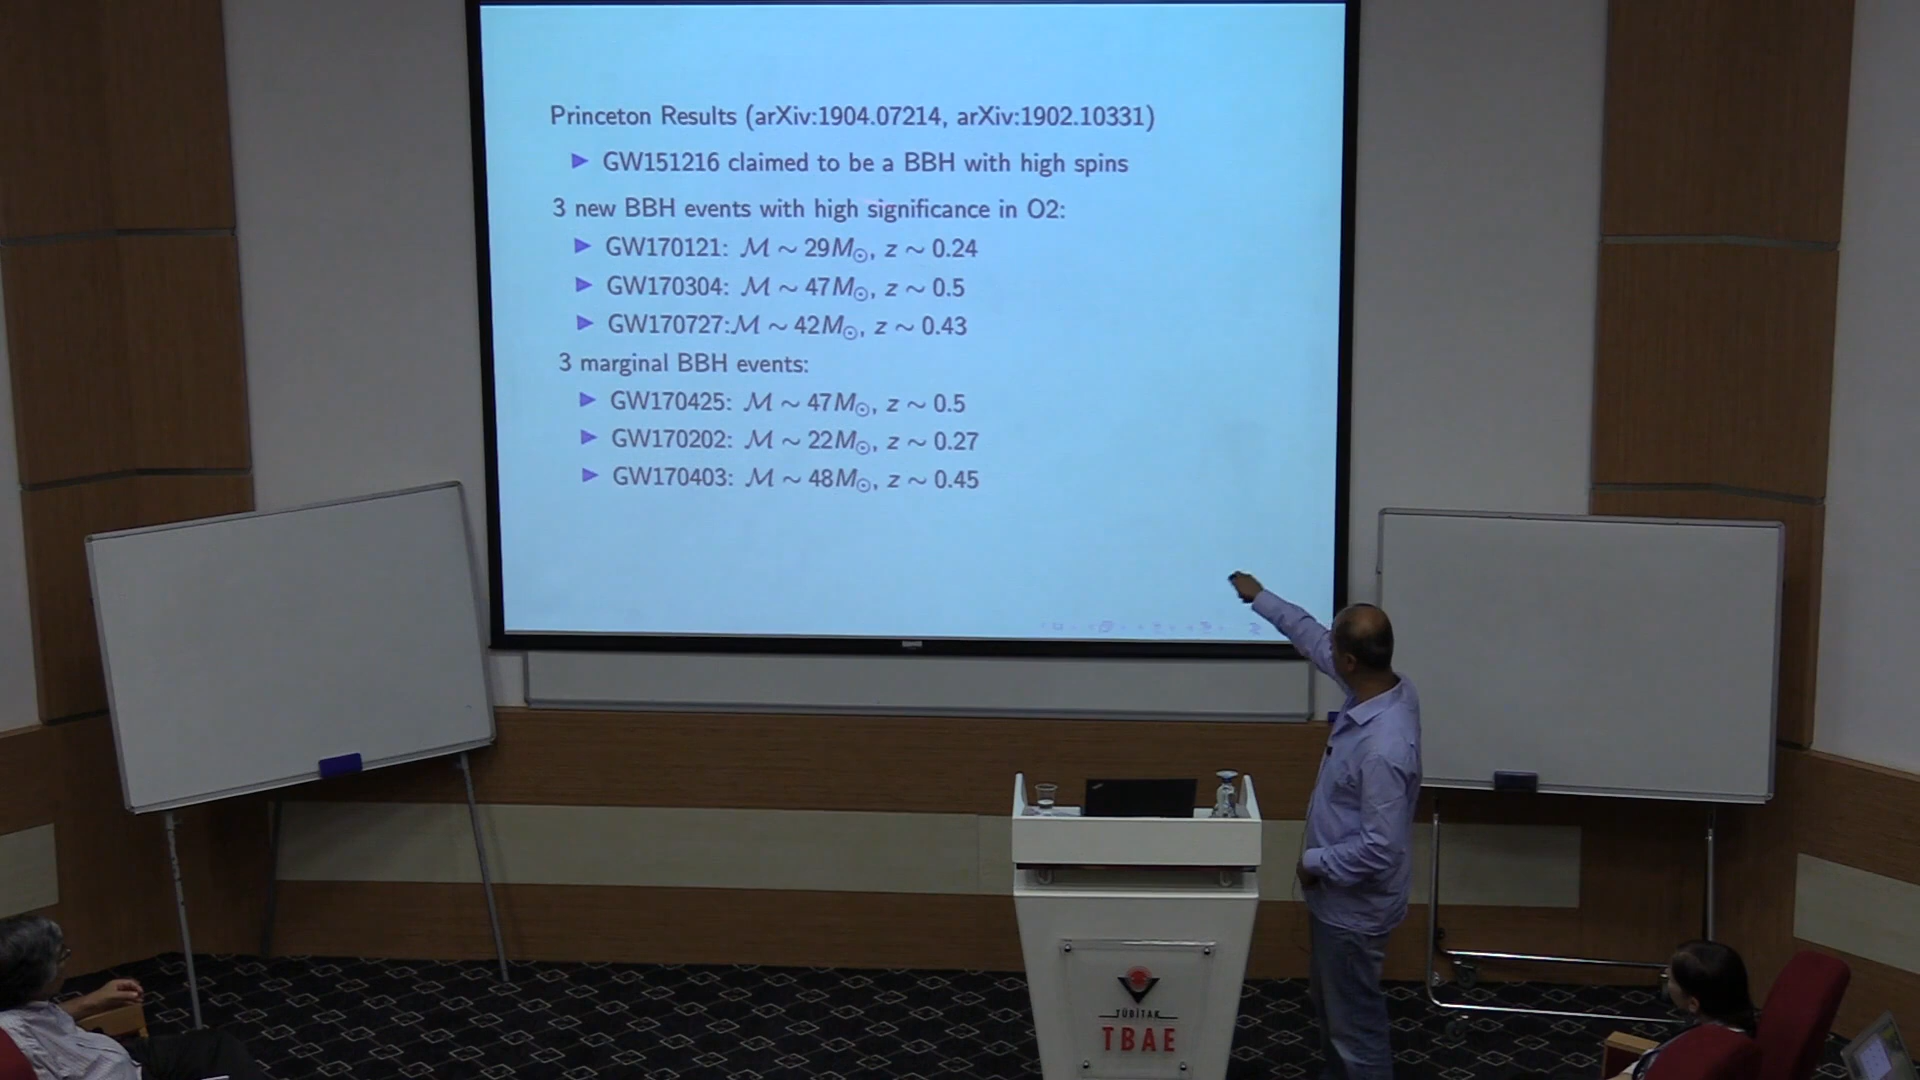 Princeton Results (arXiv:1904.07214, arXiv:1902.10331)
▶ GW151216 claimed to be a BBH with high spins
3 new BBH events with high significance in O2:
▶ GW170121: ℳ ∼ 29M⊙, z ∼ 0.24
▶ GW170304: ℳ ∼ 47M⊙, z ∼ 0.5
▶ GW170727:ℳ ∼ 42M⊙, z ∼ 0.43
3 marginal BBH events:
▶ GW170425: ℳ ∼ 47M⊙, z ∼ 0.5
▶ GW170202: ℳ ∼ 22M⊙, z ∼ 0.27
▶ GW170403: ℳ ∼ 48M⊙, z ∼ 0.45
TÜBİTAK
TBAE